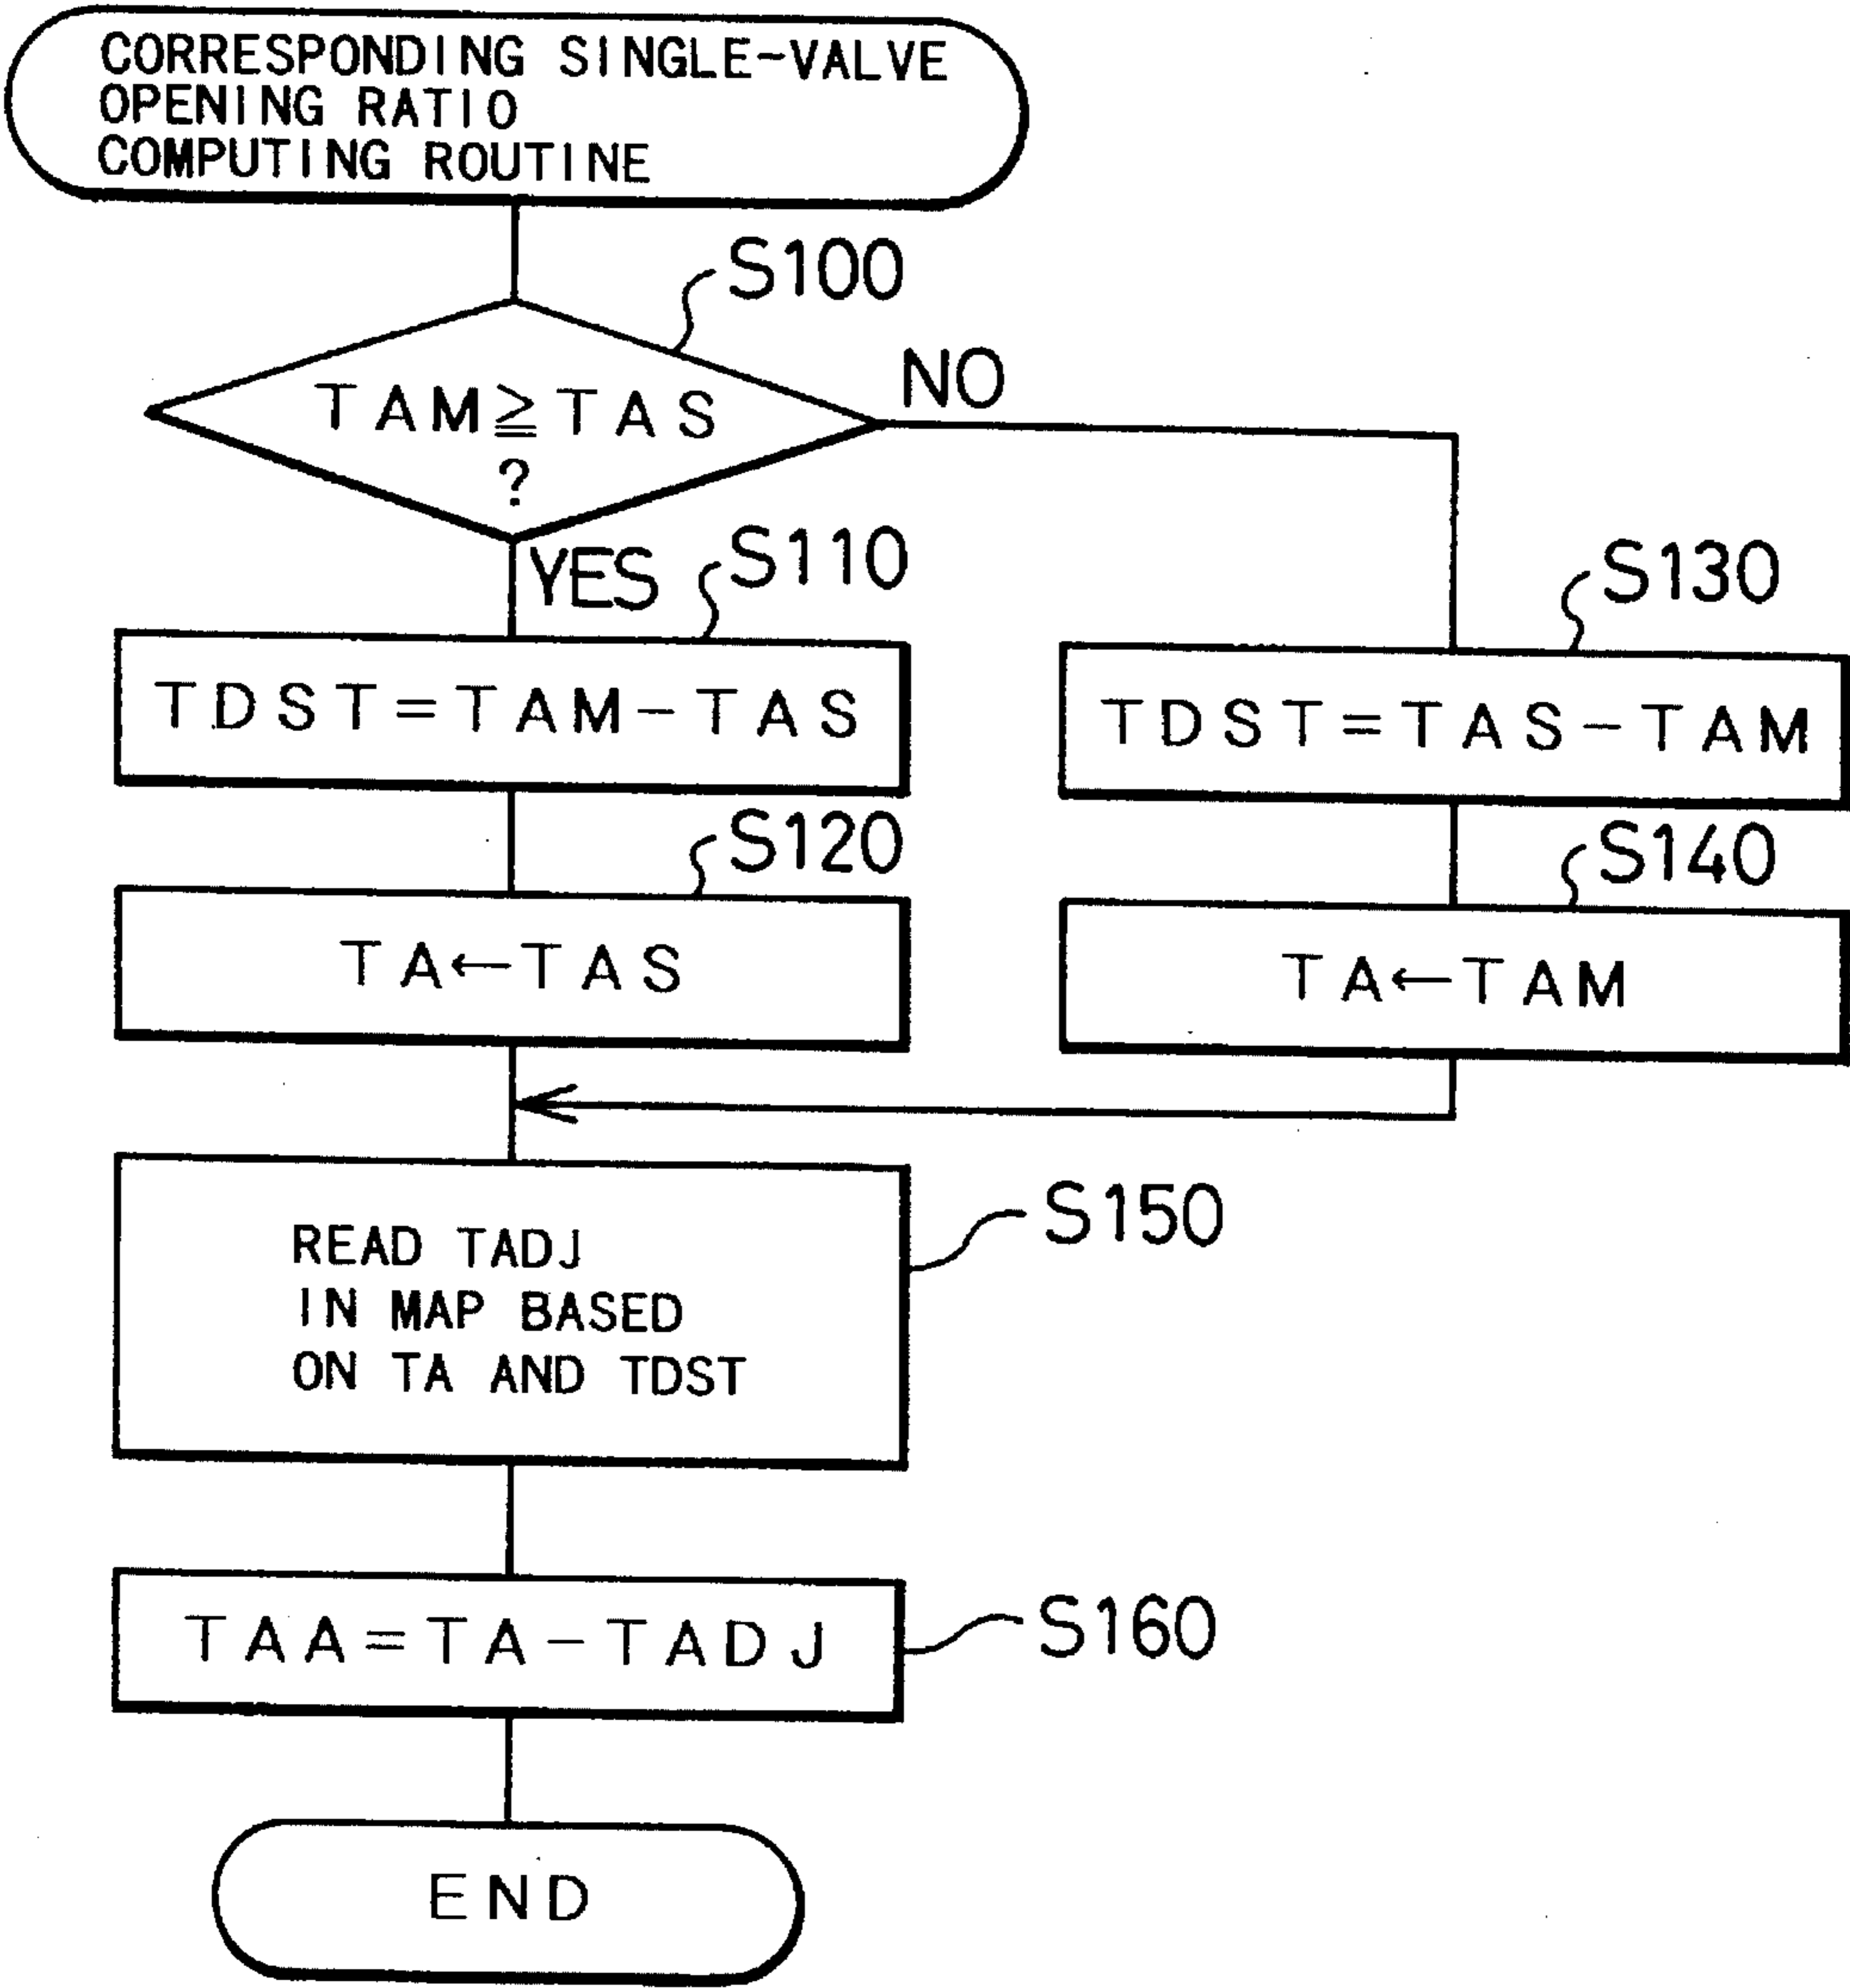 CORRESPONDING SINGLE-VALVE
OPENING RATIO
COMPUTING ROUTINE
S100
TAM≧TAS
?
NO
YES
S110
TDST=TAM-TAS
S130
TDST=TAS-TAM
S120
TA←TAS
S140
TA←TAM
S150
READ TADJ
IN MAP BASED
ON TA AND TDST
TAA=TA-TADJ
S160
END